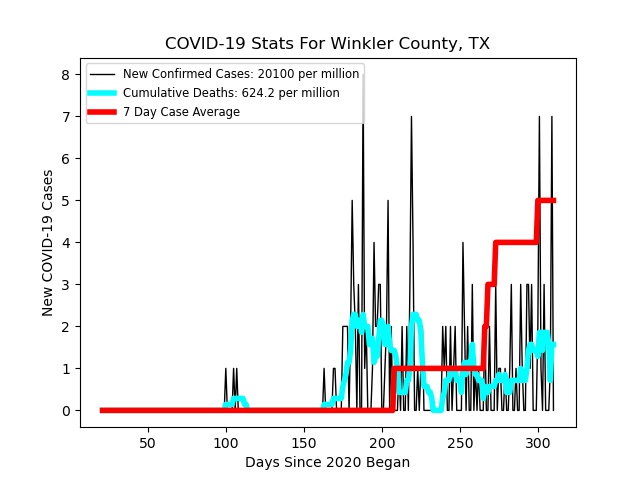 COVID-19 Stats For Winkler County, TX
New Confirmed Cases: 20100 per million
Cumulative Deaths: 624.2 per million
7 Day Case Average
New COVID-19 Cases
8
7
6
5
4
3
2
1
0
50 100 150 200 250 300
Days Since 2020 Began